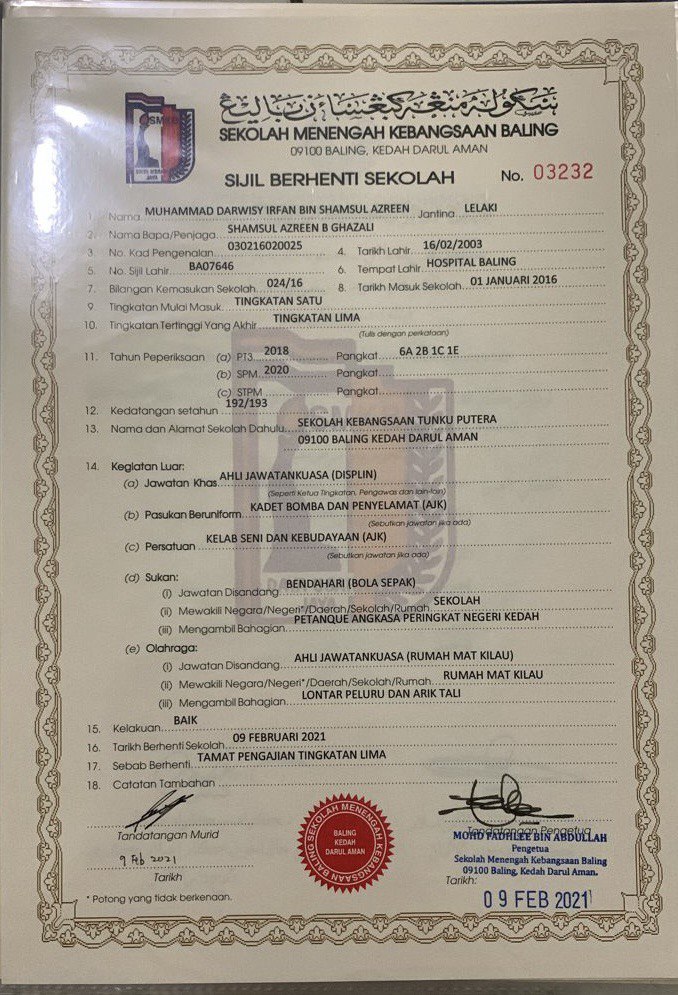 سكوله منڠه كبڠساءن باليڠ
SMKB
SEKOLAH MENENGAH KEBANGSAAN BALING
09100 BALING, KEDAH DARUL AMAN
SIJIL BERHENTI SEKOLAH No. 03232
1. Nama MUHAMMAD DARWISY IRFAN BIN SHAMSUL AZREEN Jantina LELAKI
2. Nama Bapa/Penjaga SHAMSUL AZREEN B GHAZALI
3. No. Kad Pengenalan 030216020025 4. Tarikh Lahir 16/02/2003
5. No. Sijil Lahir BA07646 6. Tempat Lahir HOSPITAL BALING
7. Bilangan Kemasukan Sekolah 024/16 8. Tarikh Masuk Sekolah 01 JANUARI 2016
9. Tingkatan Mulai Masuk TINGKATAN SATU
10. Tingkatan Tertinggi Yang Akhir TINGKATAN LIMA
(Tulis dengan perkataan)
11. Tahun Peperiksaan (a) PT3 2018 Pangkat 6A 2B 1C 1E
(b) SPM 2020 Pangkat
(c) STPM Pangkat
12. Kedatangan setahun 192/193
13. Nama dan Alamat Sekolah Dahulu SEKOLAH KEBANGSAAN TUNKU PUTERA
09100 BALING KEDAH DARUL AMAN
14. Kegiatan Luar:
(a) Jawatan Khas AHLI JAWATANKUASA (DISPLIN)
(Seperti Ketua Tingkatan, Pengawas dan lain-lain)
(b) Pasukan Beruniform KADET BOMBA DAN PENYELAMAT (AJK)
(Sebutkan jawatan jika ada)
(c) Persatuan KELAB SENI DAN KEBUDAYAAN (AJK)
(Sebutkan jawatan jika ada)
(d) Sukan:
(i) Jawatan Disandang BENDAHARI (BOLA SEPAK)
(ii) Mewakili Negara/Negeri*/Daerah/Sekolah/Rumah SEKOLAH
(iii) Mengambil Bahagian PETANQUE ANGKASA PERINGKAT NEGERI KEDAH
(e) Olahraga:
(i) Jawatan Disandang AHLI JAWATANKUASA (RUMAH MAT KILAU)
(ii) Mewakili Negara/Negeri*/Daerah/Sekolah/Rumah RUMAH MAT KILAU
(iii) Mengambil Bahagian LONTAR PELURU DAN ARIK TALI
15. Kelakuan BAIK
16. Tarikh Berhenti Sekolah 09 FEBRUARI 2021
17. Sebab Berhenti TAMAT PENGAJIAN TINGKATAN LIMA
18. Catatan Tambahan
Tandatangan Murid
9 Feb 2021
Tarikh
SEKOLAH MENENGAH KEBANGSAAN BALING
BALING
KEDAH
DARUL AMAN
Tandatangan Pengetua
MOHD FADHLEE BIN ABDULLAH
Pengetua
Sekolah Menengah Kebangsaan Baling
09100 Baling, Kedah Darul Aman.
Tarikh: 09 FEB 2021
* Potong yang tidak berkenaan.